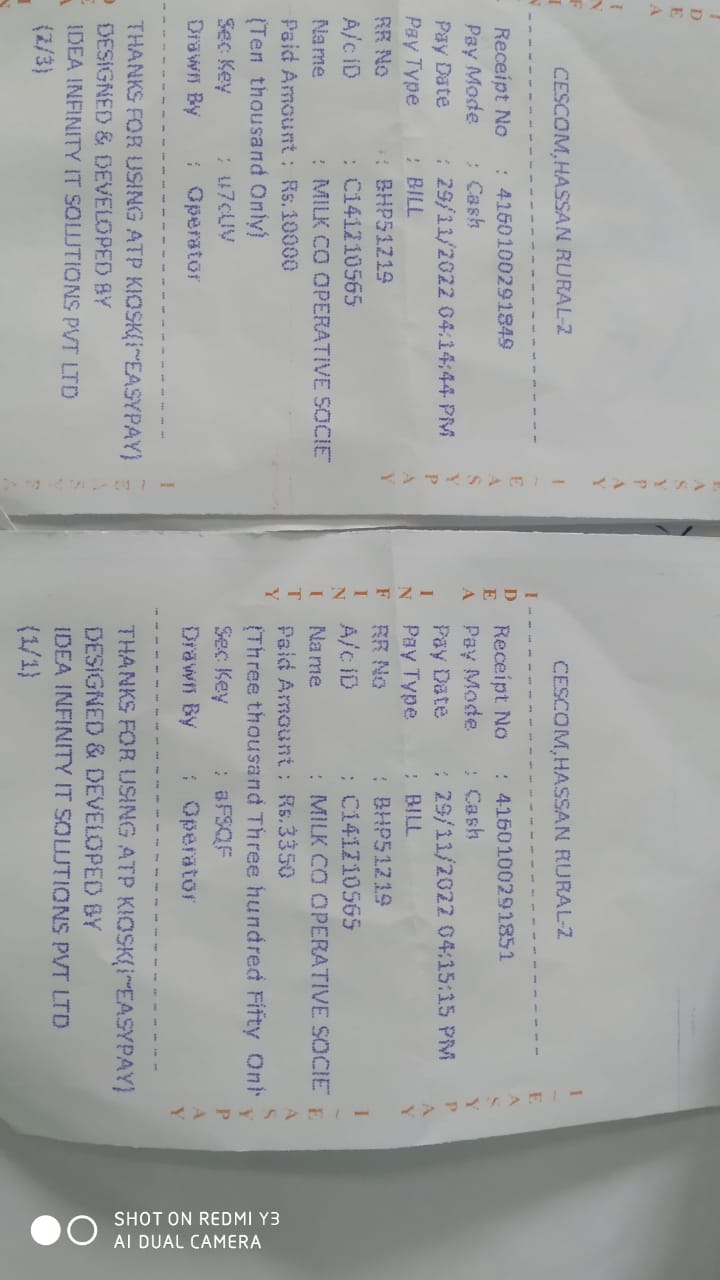 CESCOM,HASSAN RURAL-2
Receipt No : 4160100291849
Pay Mode : Cash
Pay Date : 29/11/2022 04:14:44 PM
Pay Type : BILL
RR No : BHP51219
A/c iD : C141210565
Name : MILK CO OPERATIVE SOCIET
Paid Amount : Rs.10000
(Ten thousand Only)
Sec Key :
Drawn By : Operator
THANKS FOR USING ATP KIOSK(i~EASYPAY)
DESIGNED & DEVELOPED BY
IDEA INFINITY IT SOLUTIONS PVT LTD
(2/3)
CESCOM,HASSAN RURAL-2
Receipt No : 4160100291851
Pay Mode : Cash
Pay Date : 29/11/2022 04:15:15 PM
Pay Type : BILL
RR No : BHP51219
A/c iD : C141210565
Name : MILK CO OPERATIVE SOCIE
Paid Amount : Rs.3350
(Three thousand Three hundred Fifty Onl
Sec Key :
Drawn By : Operator
THANKS FOR USING ATP KIOSK(i~EASYPAY)
DESIGNED & DEVELOPED BY
IDEA INFINITY IT SOLUTIONS PVT LTD
(1/1)
IDEA INFINITY
I~EASYPAY
I~EASYPAY
SHOT ON REDMI Y3
AI DUAL CAMERA